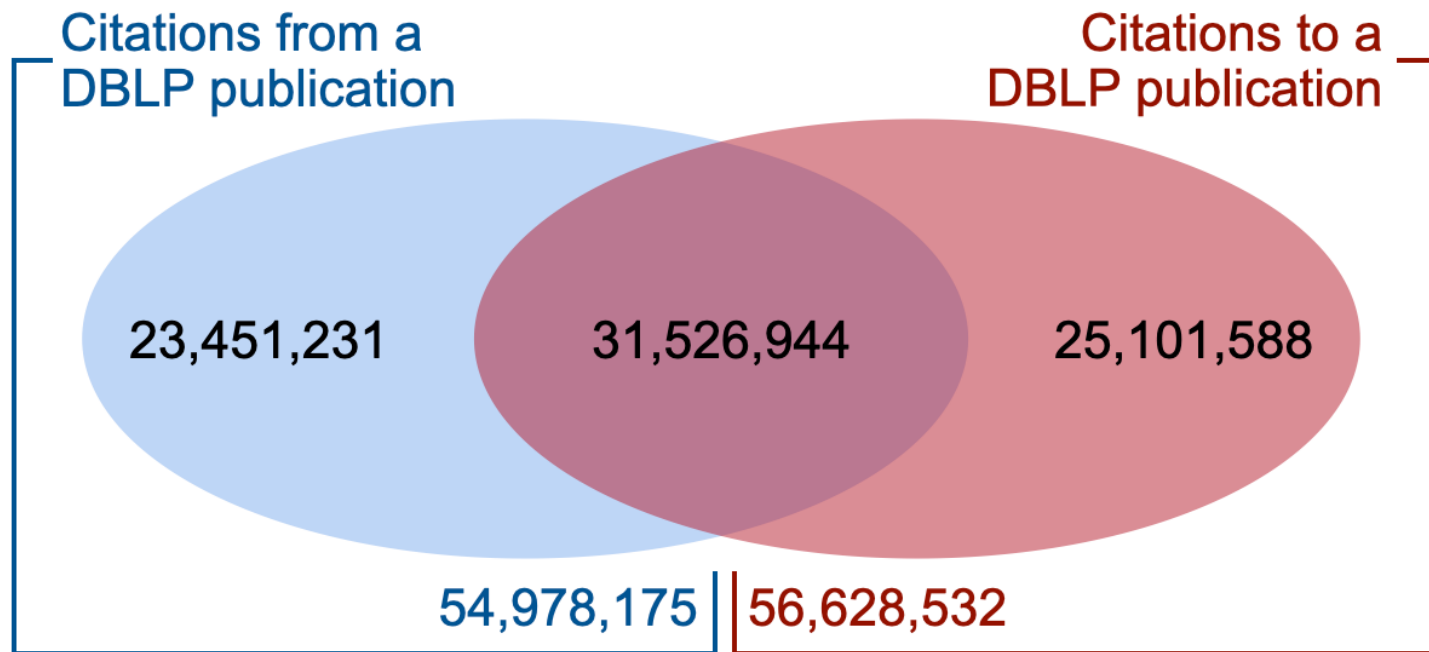 Citations from a
DBLP publication
Citations to a
DBLP publication
23,451,231
31,526,944
25,101,588
54,978,175
56,628,532